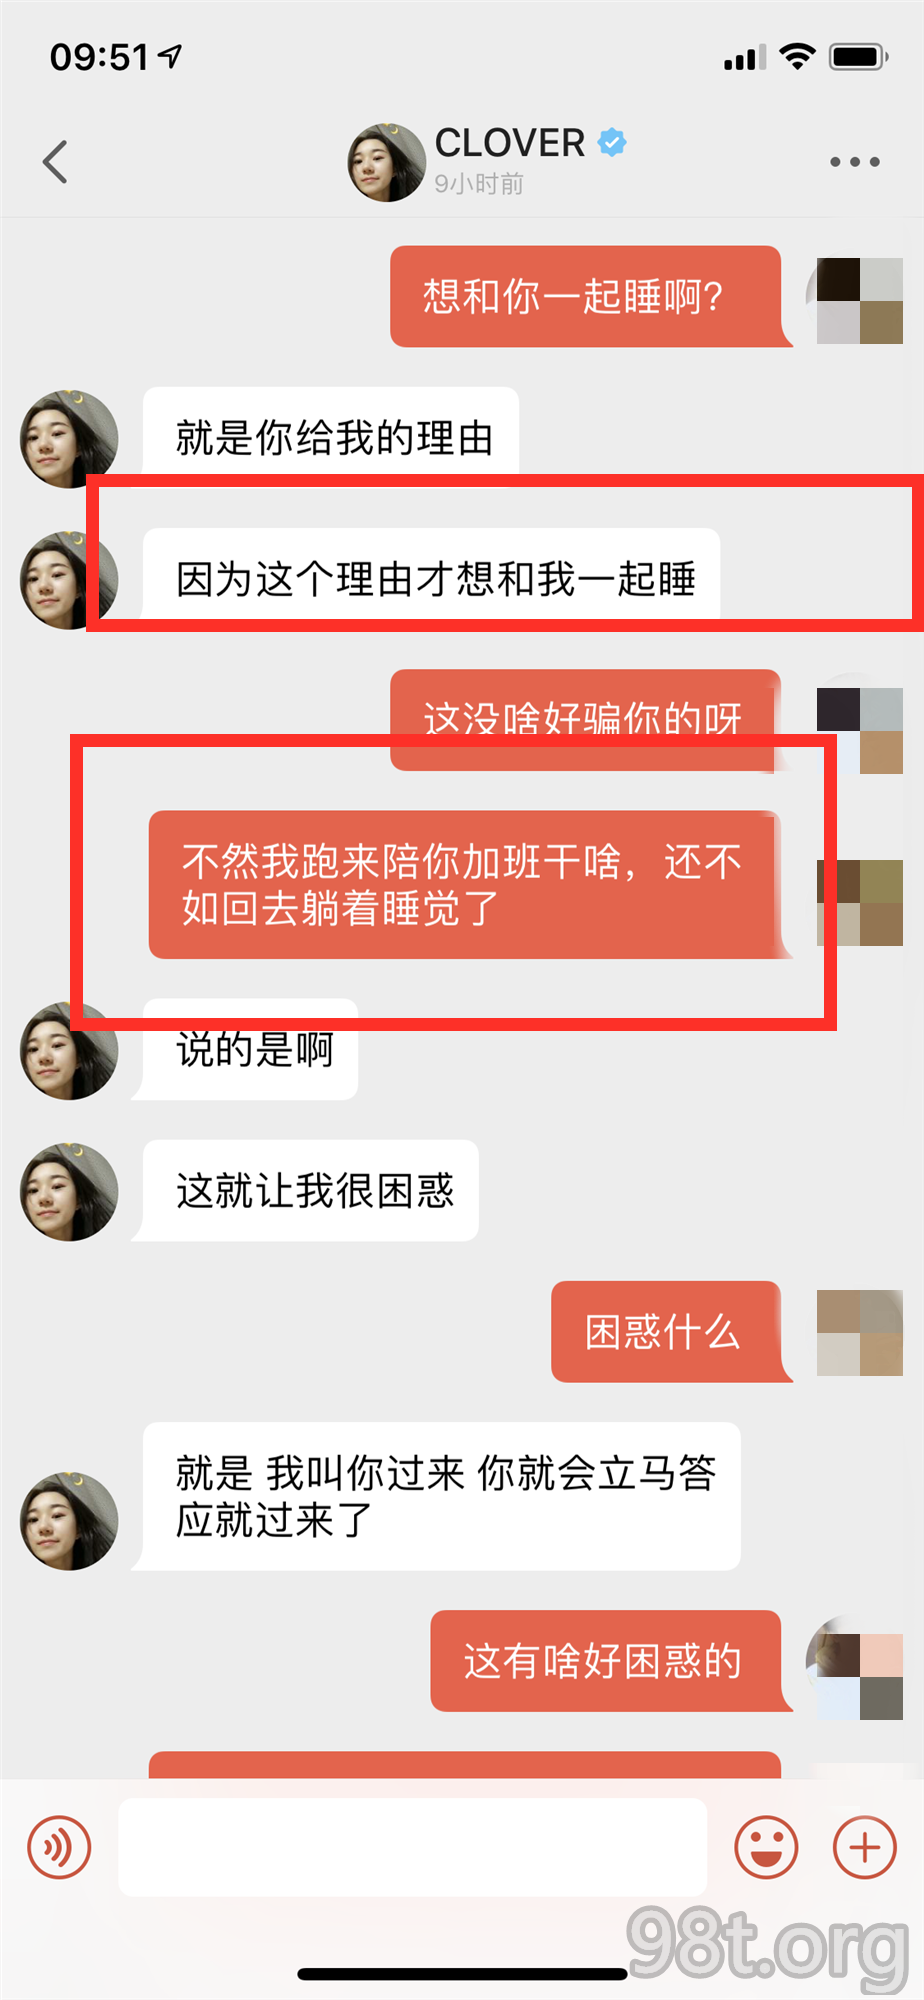 09:51
CLOVER
9小时前
想和你一起睡啊?
就是你给我的理由
因为这个理由才想和我一起睡
这没啥好骗你的呀
不然我跑来陪你加班干啥，还不
如回去躺着睡觉了
说的是啊
这就让我很困惑
困惑什么
就是 我叫你过来 你就会立马答
应就过来了
这有啥好困惑的
98t.org